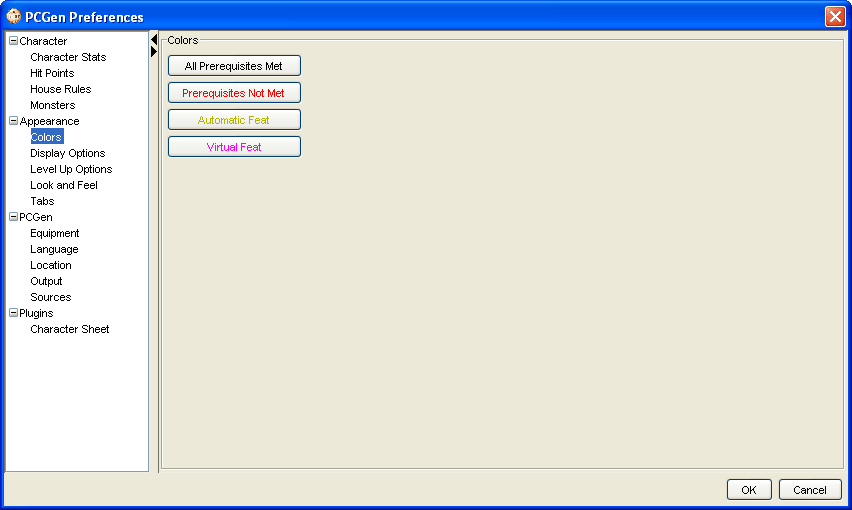 PCGen Preferences
Character
Character Stats
Hit Points
House Rules
Monsters
Appearance
Colors
Display Options
Level Up Options
Look and Feel
Tabs
PCGen
Equipment
Language
Location
Output
Sources
Plugins
Character Sheet
Colors
All Prerequisites Met
Prerequisites Not Met
Automatic Feat
Virtual Feat
OK
Cancel